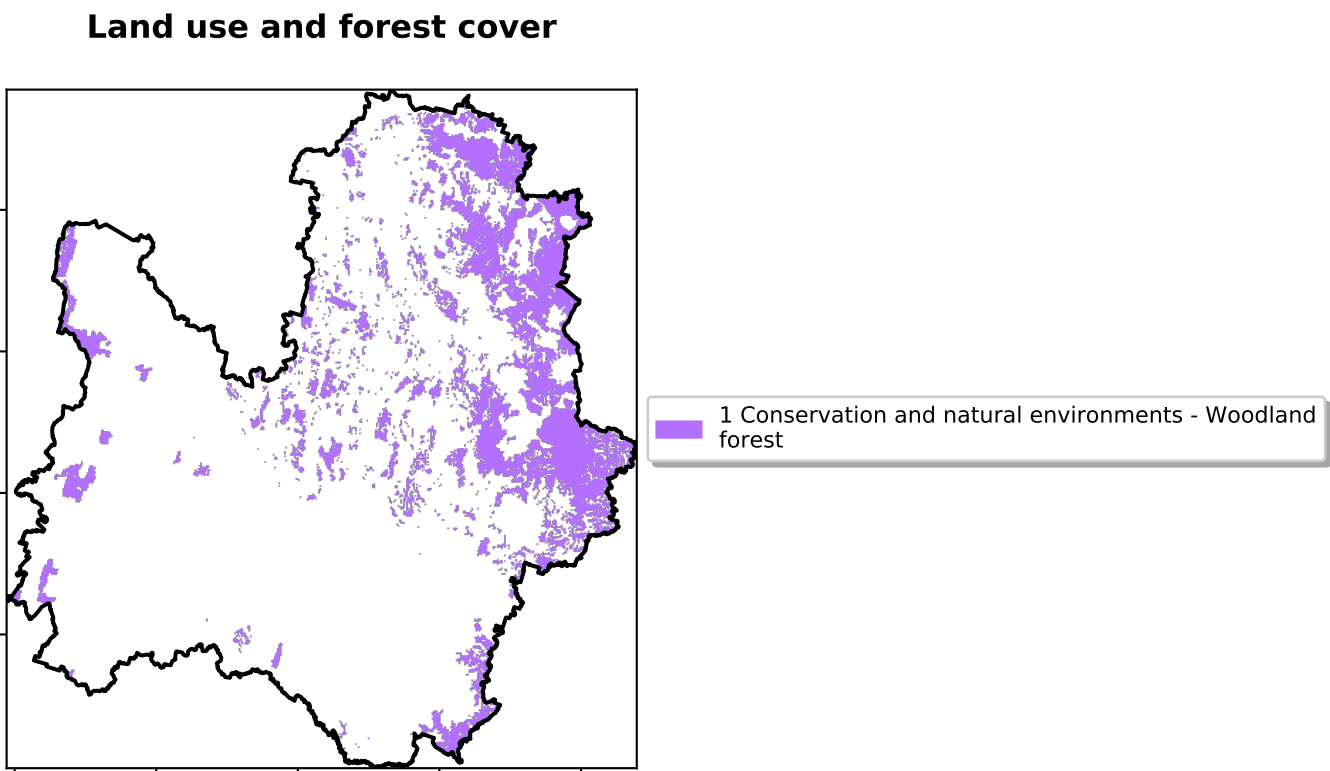 Land use and forest cover
1 Conservation and natural environments - Woodland
forest